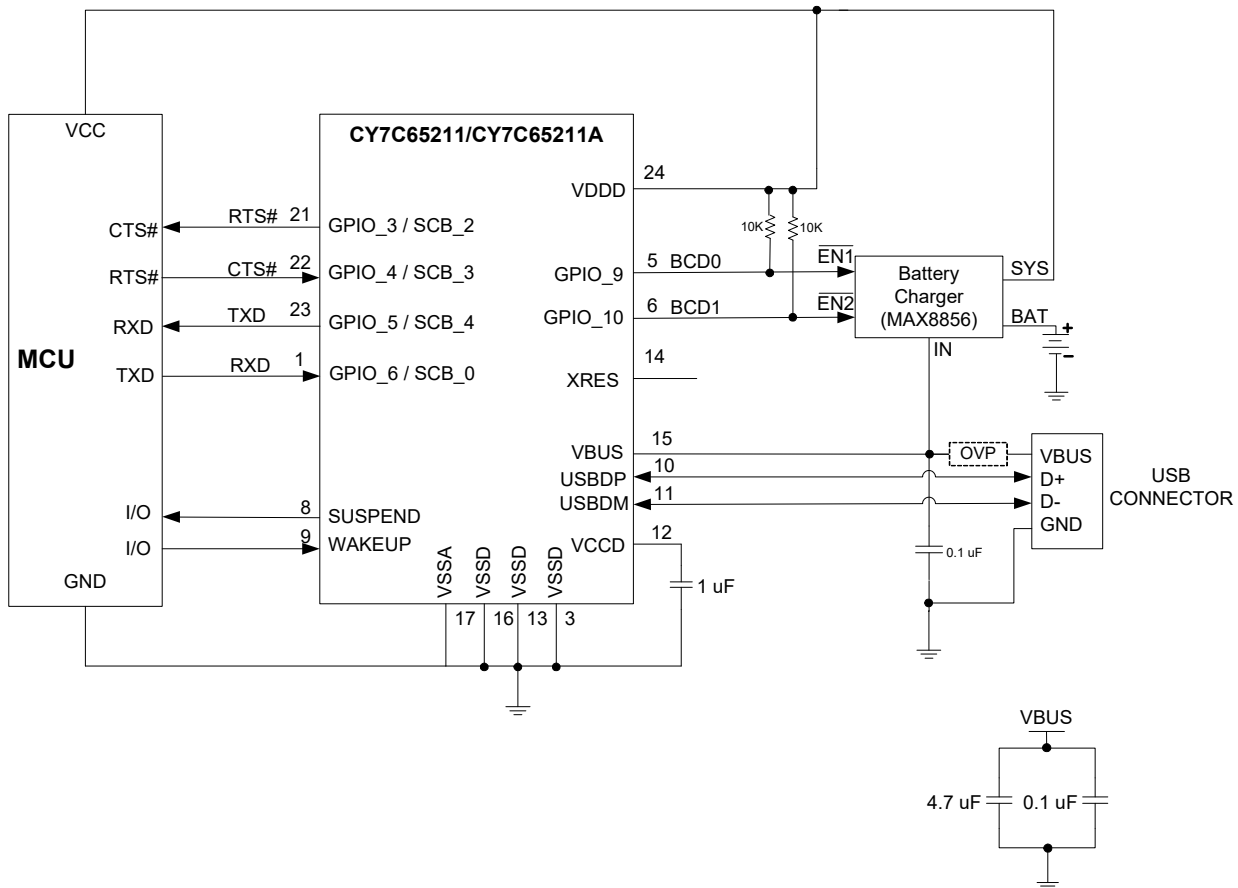 VCC
CY7C65211/CY7C65211A
24
VDDD
RTS# 21
GPIO_3 / SCB_2
CTS#
10K
10K
CTS# 22
GPIO_4 / SCB_3
RTS#
GPIO_9
5 BCD0
EN1
Battery
Charger
(MAX8856)
SYS
TXD 23
GPIO_5 / SCB_4
RXD
GPIO_10
6 BCD1
EN2
BAT
+
-
IN
MCU
TXD
RXD 1
GPIO_6 / SCB_0
XRES
14
VBUS
15
OVP
VBUS
USBDP
10
D+
USB
CONNECTOR
USBDM
11
D-
GND
I/O
8
SUSPEND
I/O
9
WAKEUP
VCCD
12
0.1 uF
1 uF
VSSA
VSSD
VSSD
VSSD
GND
17 16 13 3
VBUS
4.7 uF
0.1 uF